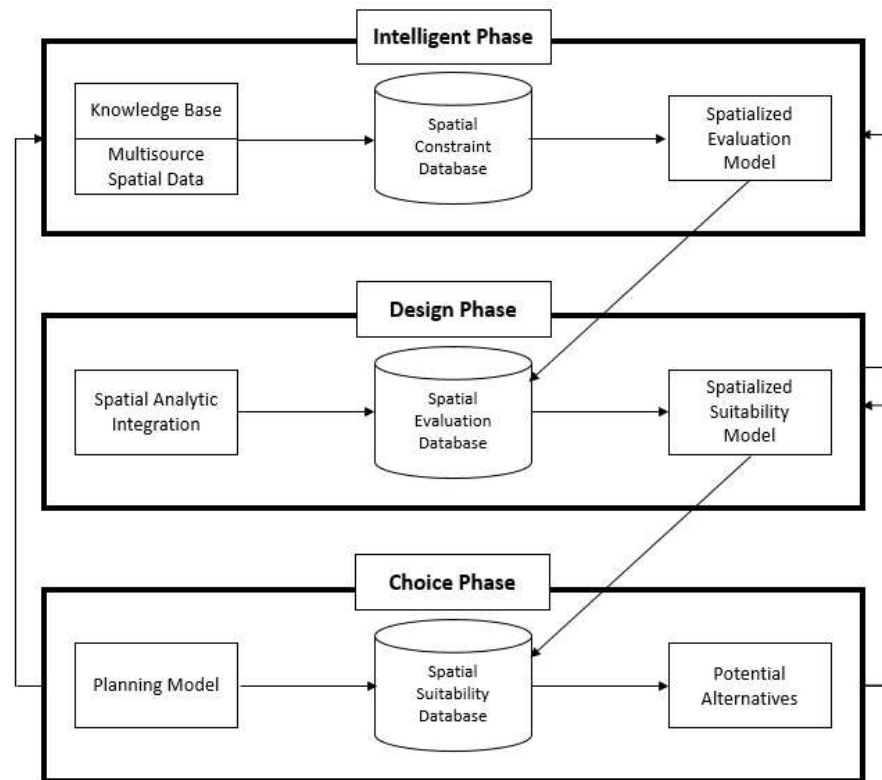 Intelligent Phase
Knowledge Base
Multisource
Spatial Data
Spatial
Constraint
Database
Spatialized
Evaluation
Model
Design Phase
Spatial Analytic
Integration
Spatial
Evaluation
Database
Spatialized
Suitability
Model
Choice Phase
Planning Model
Spatial
Suitability
Database
Potential
Alternatives